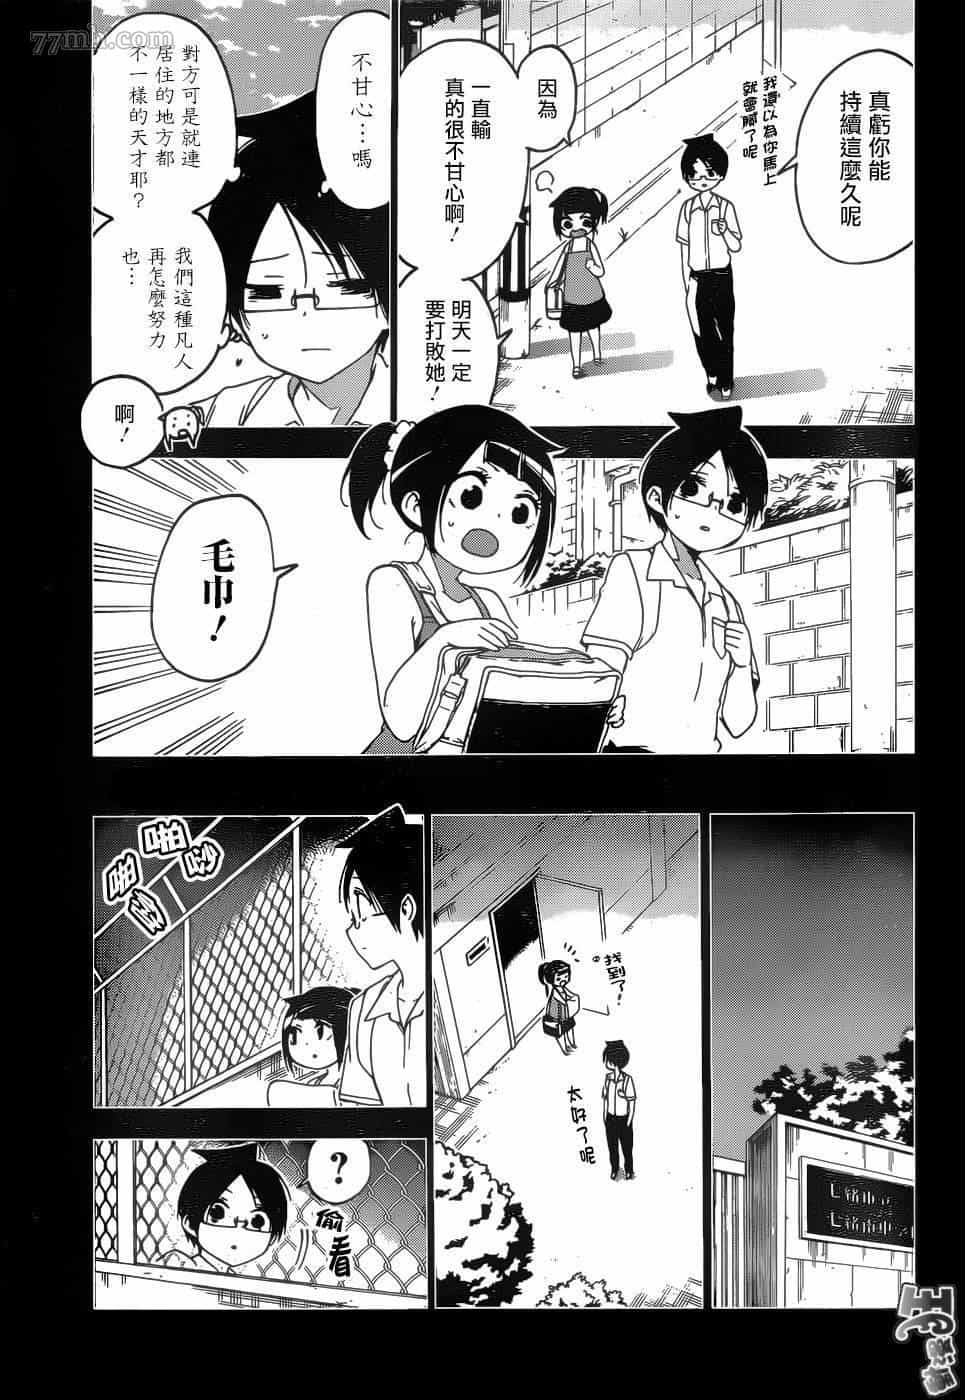 真虧你能
持續這麼久呢
我還以為你馬上
就會膩了呢
因為
一直輸
真的很不甘心啊!
明天一定
要打敗她!
不甘心…嗎
對方可是就連
居住的地方都
不一樣的天才耶?
我們這種凡人
再怎麼努力
也…
啊!
毛巾!
找到了!
太好了呢
啪沙
啪沙
?
偷看
77mh.com